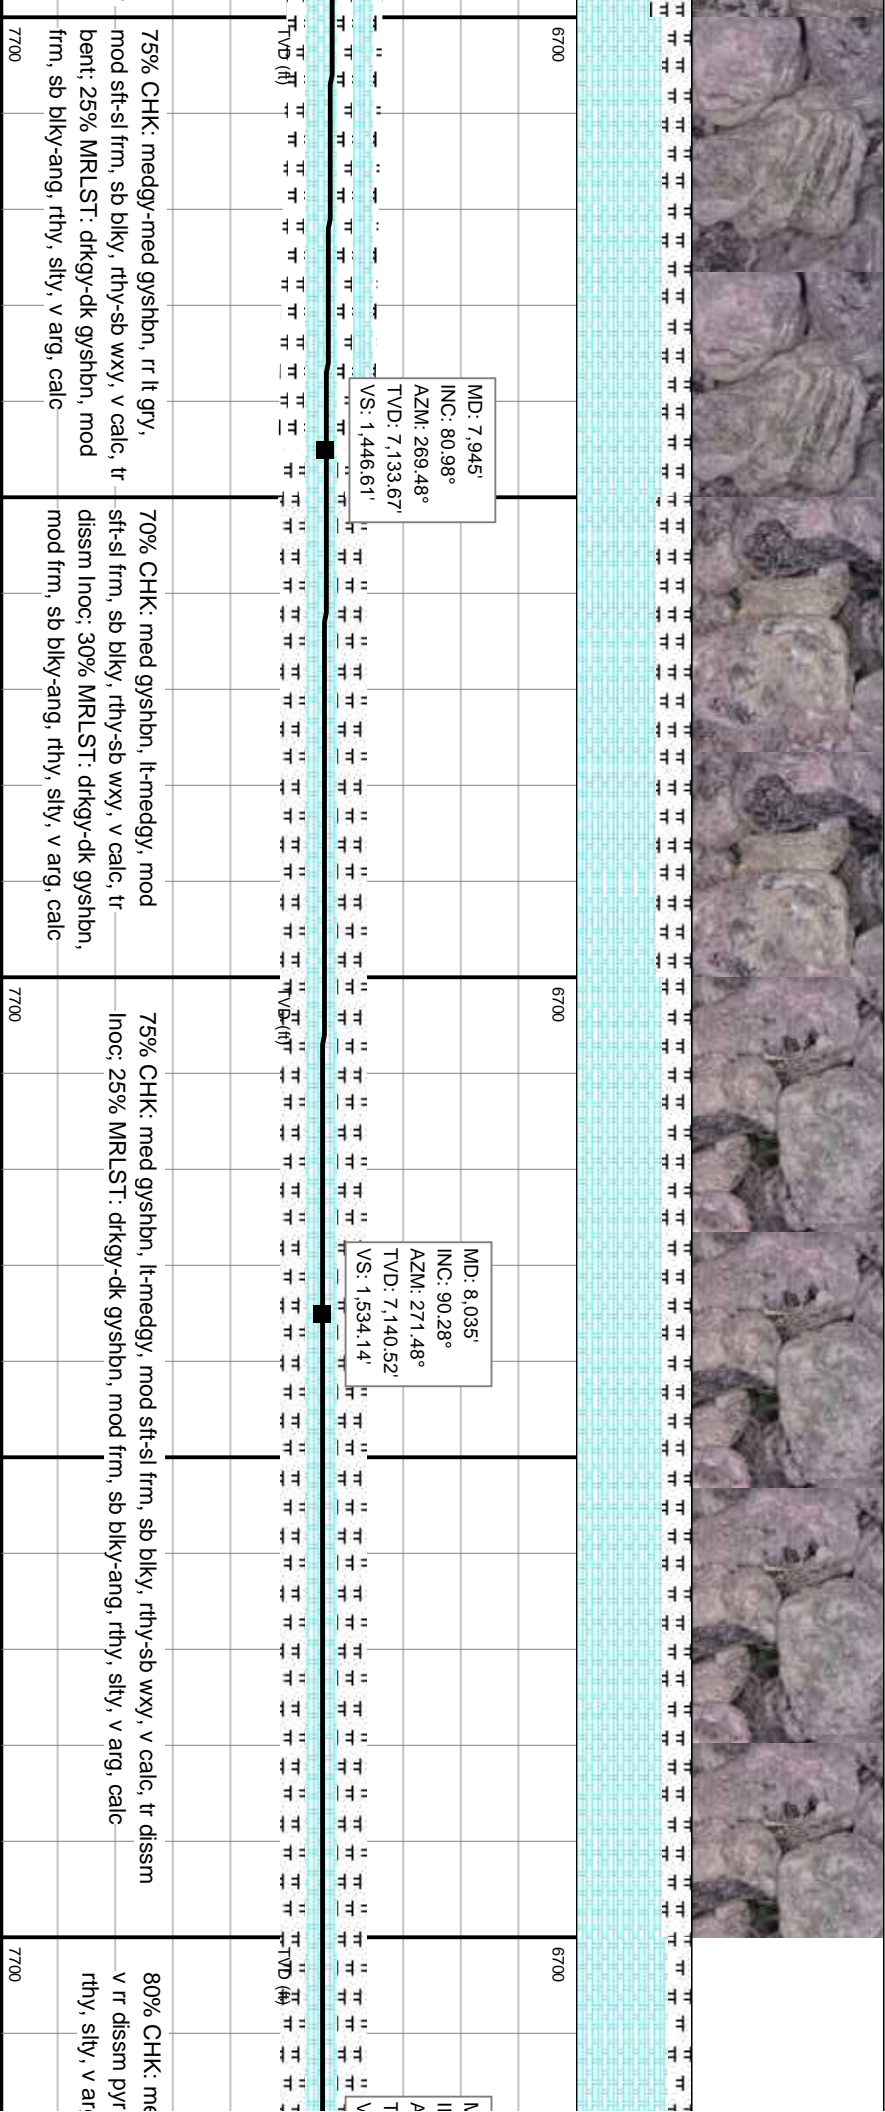 6700
TVD (ft)
7700
MD: 7,945'
INC: 80.98°
AZM: 269.48°
TVD: 7,133.67'
VS: 1,446.61'
75% CHK: medgy-med gyshbn, rr lt gry,
mod sft-sl frm, sb blky, rthy-sb wxy, v calc, tr
bent; 25% MRLST: drkgy-dk gyshbn, mod
frm, sb blky-ang, rthy, slty, v arg, calc
70% CHK: med gyshbn, lt-medgy, mod
sft-sl frm, sb blky, rthy-sb wxy, v calc, tr
dissm Inoc; 30% MRLST: drkgy-dk gyshbn,
mod frm, sb blky-ang, rthy, slty, v arg, calc
6700
TVD (ft)
7700
MD: 8,035'
INC: 90.28°
AZM: 271.48°
TVD: 7,140.52'
VS: 1,534.14'
75% CHK: med gyshbn, lt-medgy, mod sft-sl frm, sb blky, rthy-sb wxy, v calc, tr dissm
Inoc; 25% MRLST: drkgy-dk gyshbn, mod frm, sb blky-ang, rthy, slty, v arg, calc
6700
TVD (ft)
7700
80% CHK: me
v rr dissm pyr
rthy, slty, v arg